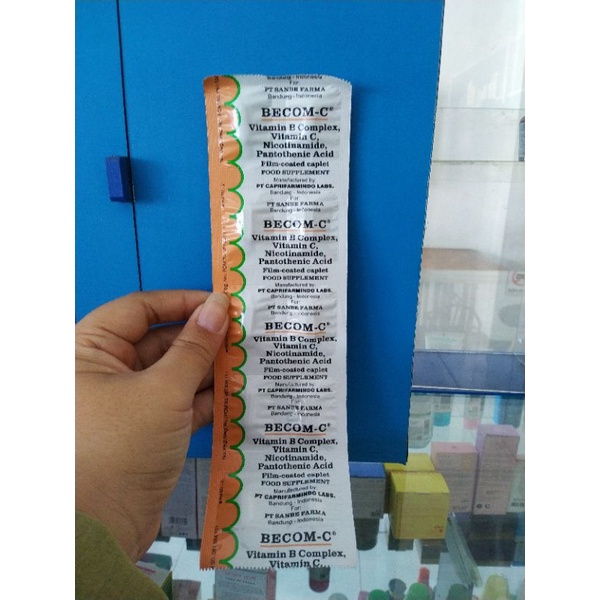 Bandung - Indonesia
For:
PT SANBE FARMA
Bandung - Indonesia
BECOM-C®
Vitamin B Complex,
Vitamin C,
Nicotinamide,
Pantothenic Acid
Film-coated caplet
FOOD SUPPLEMENT
Manufactured by
PT CAPRIFARMINDO LABS.
Bandung - Indonesia
For:
PT SANBE FARMA
Bandung - Indonesia
BECOM-C®
Vitamin B Complex,
Vitamin C,
Nicotinamide,
Pantothenic Acid
Film-coated caplet
FOOD SUPPLEMENT
Manufactured by
PT CAPRIFARMINDO LABS.
Bandung - Indonesia
For:
PT SANBE FARMA
Bandung - Indonesia
BECOM-C®
Vitamin B Complex,
Vitamin C,
Nicotinamide,
Pantothenic Acid
Film-coated caplet
FOOD SUPPLEMENT
Manufactured by
PT CAPRIFARMINDO LABS.
Bandung - Indonesia
For:
PT SANBE FARMA
Bandung - Indonesia
BECOM-C®
Vitamin B Complex,
Vitamin C,
Nicotinamide,
Pantothenic Acid
Film-coated caplet
FOOD SUPPLEMENT
Manufactured by:
PT CAPRIFARMINDO LABS.
Bandung - Indonesia
For:
PT SANBE FARMA
Bandung - Indonesia
BECOM-C®
Vitamin B Complex,
Vitamin C,